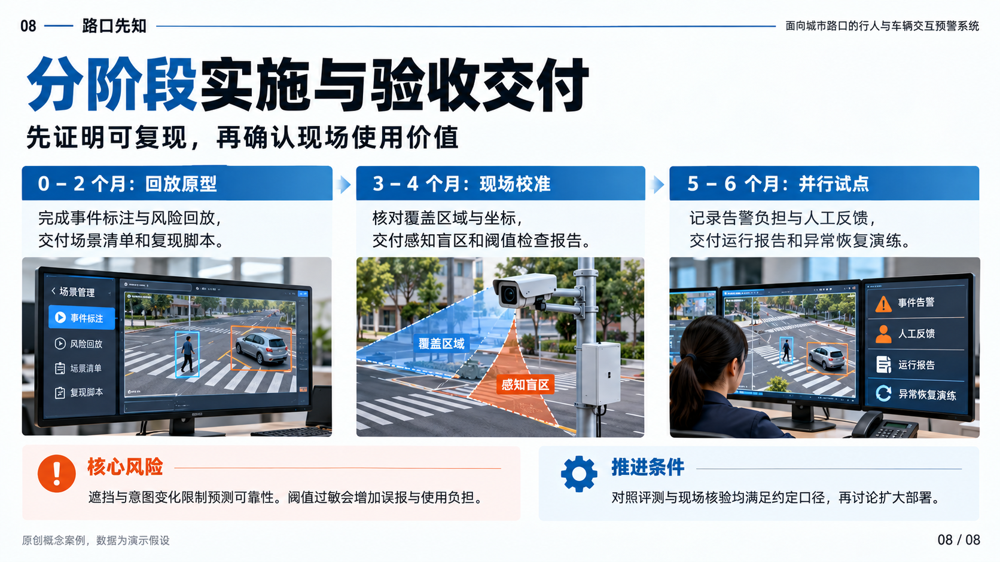 08 路口先知
面向城市路口的行人与车辆交互预警系统
分阶段实施与验收交付
先证明可复现，再确认现场使用价值
0 – 2 个月：回放原型
完成事件标注与风险回放，
交付场景清单和复现脚本。
3 – 4 个月：现场校准
核对覆盖区域与坐标，
交付感知盲区和阈值检查报告。
5 – 6 个月：并行试点
记录告警负担与人工反馈，
交付运行报告和异常恢复演练。
场景管理
事件标注
风险回放
场景清单
复现脚本
覆盖区域
感知盲区
事件告警
人工反馈
运行报告
异常恢复演练
核心风险
遮挡与意图变化限制预测可靠性。阈值过敏会增加误报与使用负担。
推进条件
对照评测与现场核验均满足约定口径，再讨论扩大部署。
原创概念案例，数据为演示假设
08 / 08